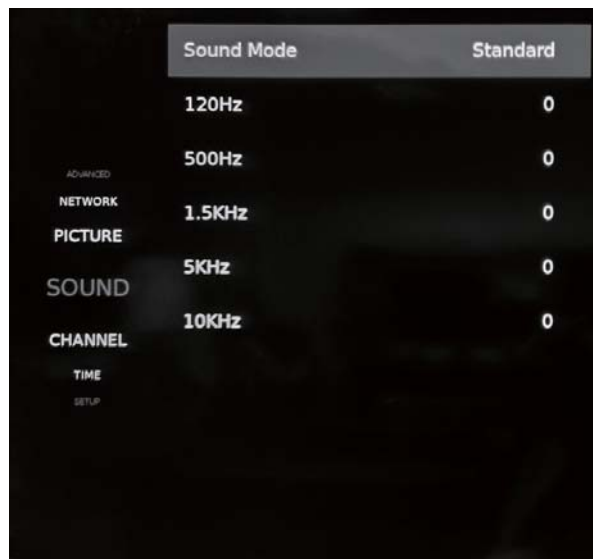 Sound Mode Standard
120Hz 0
500Hz 0
1.5KHz 0
5KHz 0
10KHz 0
ADVANCED
NETWORK
PICTURE
SOUND
CHANNEL
TIME
SETUP